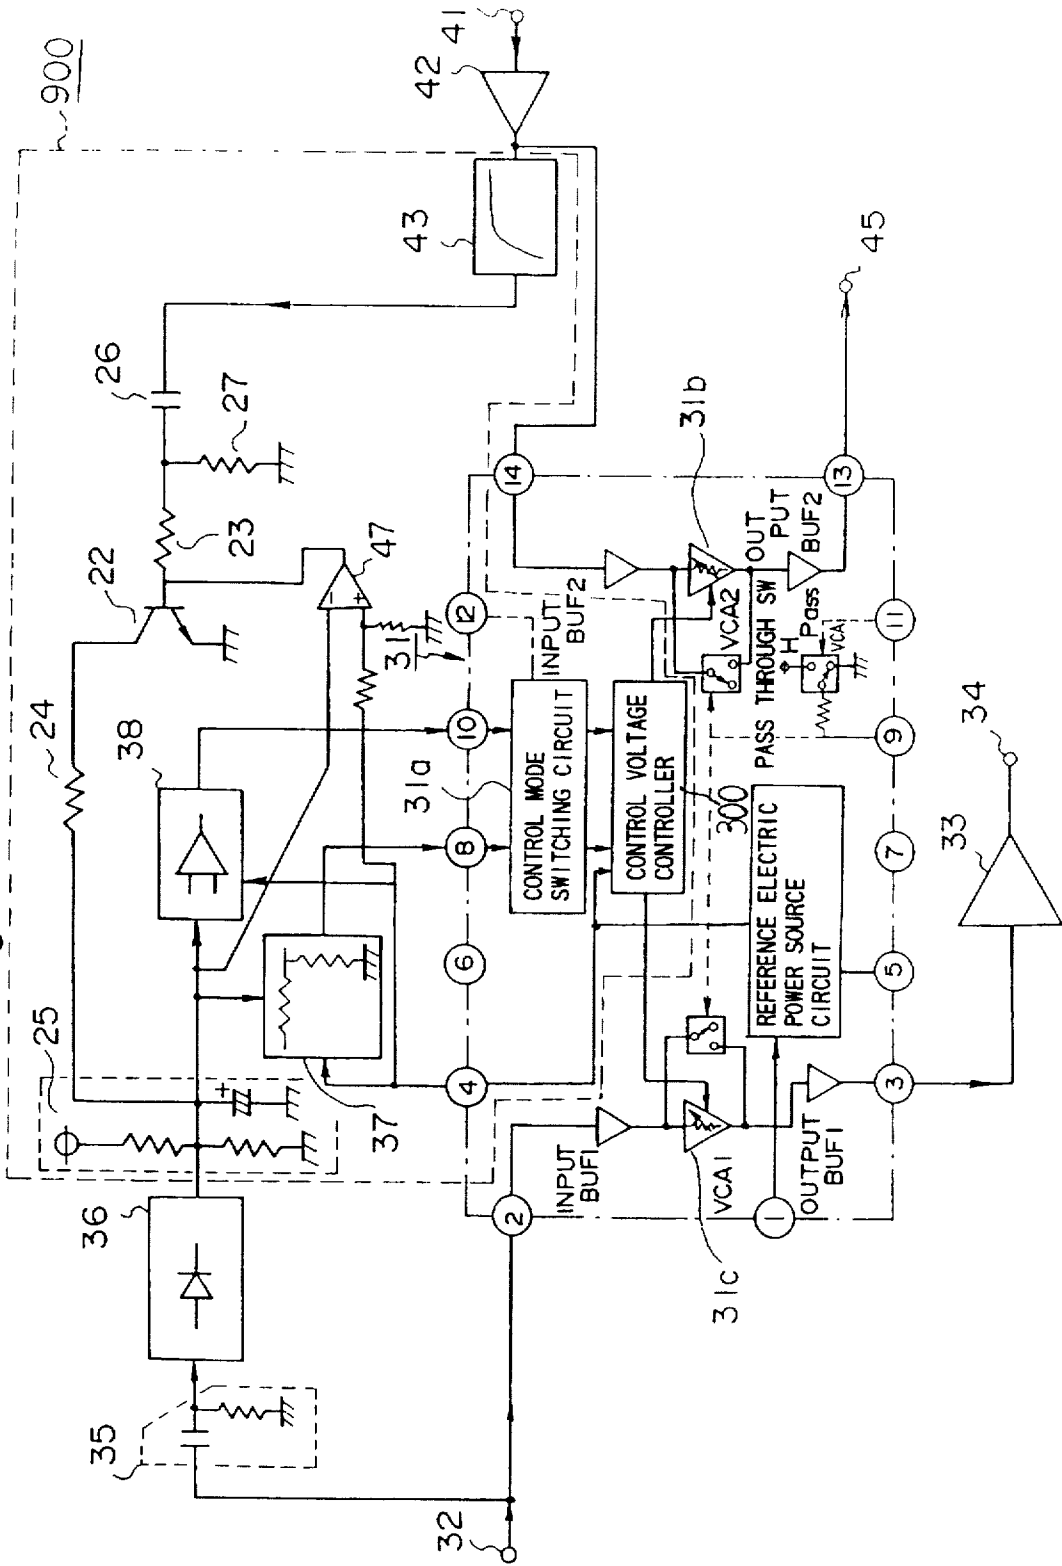 900
41
42
43
45
26
27
23
22
24
38
25
47
−
+
+
31
31a
31b
36
37
35
32
12
14
10
8
6
4
2
INPUT
BUF2
CONTROL MODE
SWITCHING CIRCUIT
CONTROL VOLTAGE
CONTROLLER
300
INPUT
BUF1
VCA2
PASS THROUGH SW
OUT
PUT
BUF2
H
Pass
VCA
REFERENCE ELECTRIC
POWER SOURCE
CIRCUIT
VCA1
OUTPUT
BUF1
31c
1
3
5
7
9
11
13
33
34